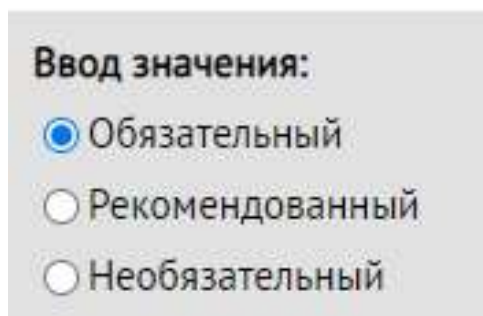 Ввод значения:
Обязательный
Рекомендованный
Необязательный